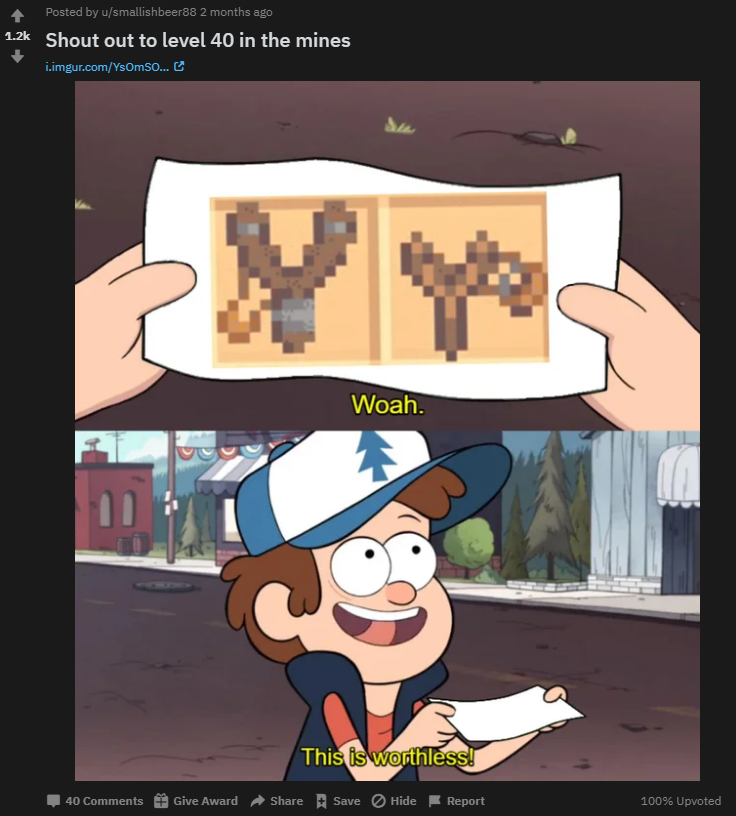 Posted by u/smallishbeer88 2 months ago
1.2k
Shout out to level 40 in the mines
i.imgur.com/YsOmSO...
Woah.
This is worthless!
40 Comments Give Award Share Save Hide Report 100% Upvoted